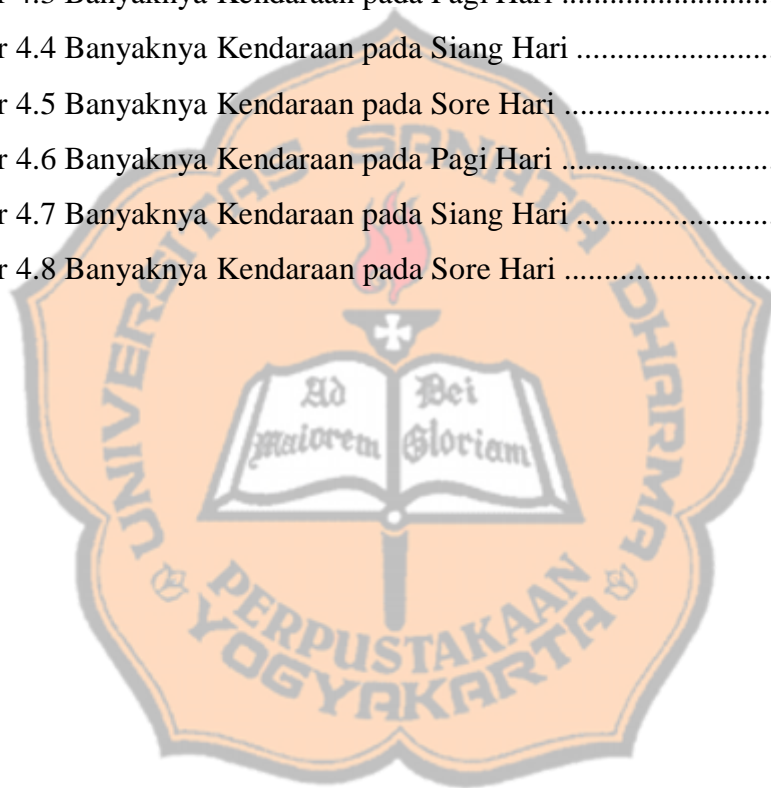 r 4.3 Banyaknya Kendaraan pada Pagi Hari ..........................
r 4.4 Banyaknya Kendaraan pada Siang Hari ........................
r 4.5 Banyaknya Kendaraan pada Sore Hari .........................
r 4.6 Banyaknya Kendaraan pada Pagi Hari ..........................
r 4.7 Banyaknya Kendaraan pada Siang Hari ........................
r 4.8 Banyaknya Kendaraan pada Sore Hari .........................
UNIVERSITAS SANATA DHARMA
Ad Dei
Maiorem Gloriam
PERPUSTAKAAN
YOGYAKARTA